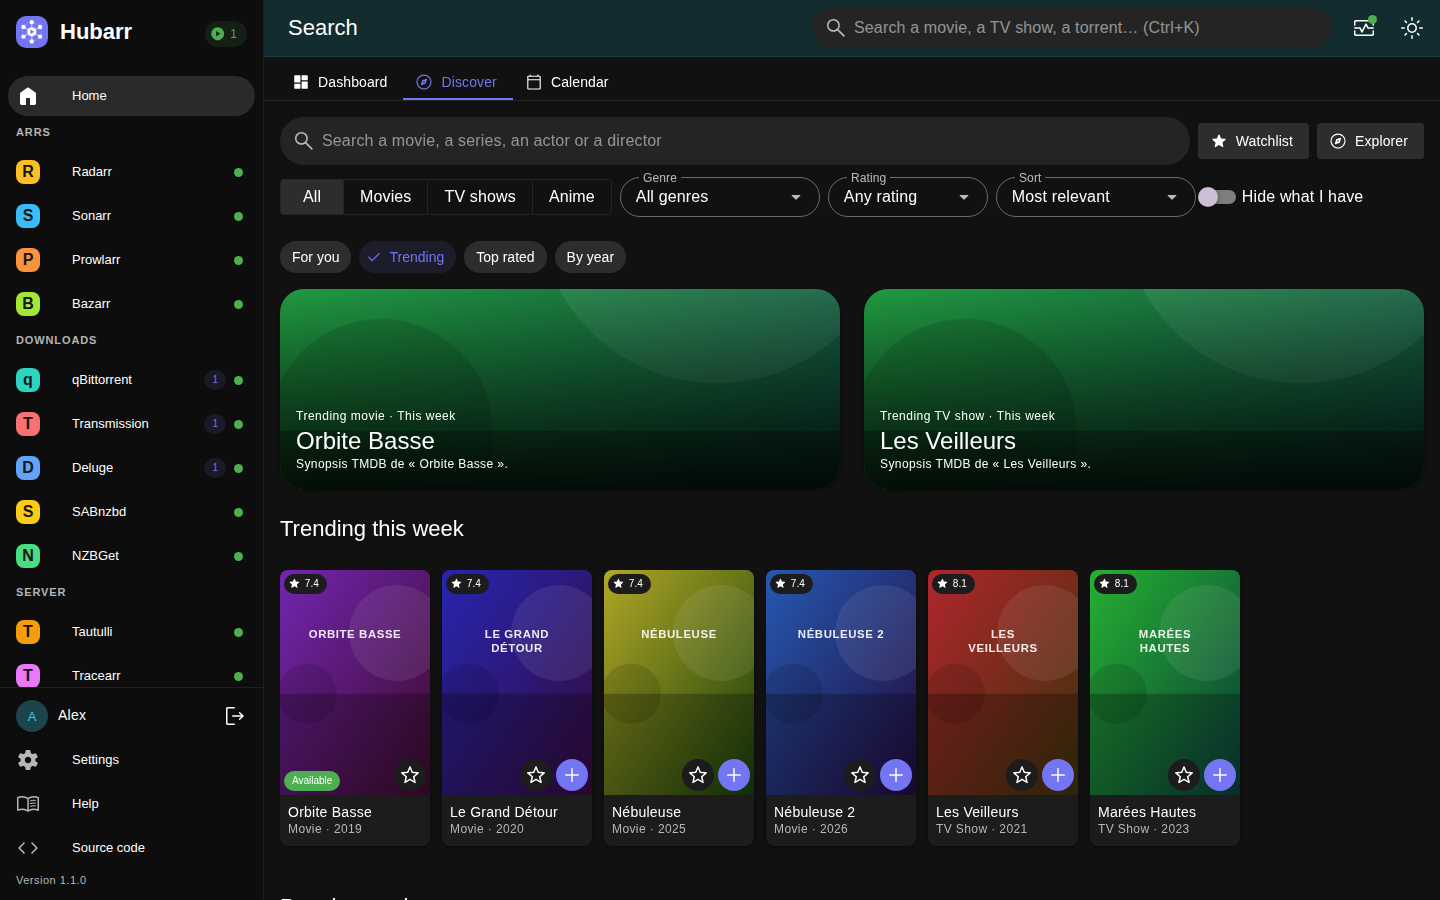 Hubarr
1
Search
Search a movie, a TV show, a torrent… (Ctrl+K)
Home
ARRS
R Radarr
S Sonarr
P Prowlarr
B Bazarr
DOWNLOADS
q qBittorrent 1
T Transmission 1
D Deluge 1
S SABnzbd
N NZBGet
SERVER
T Tautulli
T Tracearr
A Alex
Settings
Help
Source code
Version 1.1.0
Dashboard Discover Calendar
Search a movie, a series, an actor or a director
Watchlist Explorer
All Movies TV shows Anime
Genre
All genres
Rating
Any rating
Sort
Most relevant
Hide what I have
For you Trending Top rated By year
Trending movie · This week
Orbite Basse
Synopsis TMDB de « Orbite Basse ».
Trending TV show · This week
Les Veilleurs
Synopsis TMDB de « Les Veilleurs ».
Trending this week
7.4
ORBITE BASSE
Available
Orbite Basse
Movie · 2019
7.4
LE GRAND
DÉTOUR
Le Grand Détour
Movie · 2020
7.4
NÉBULEUSE
Nébuleuse
Movie · 2025
7.4
NÉBULEUSE 2
Nébuleuse 2
Movie · 2026
8.1
LES
VEILLEURS
Les Veilleurs
TV Show · 2021
8.1
MARÉES
HAUTES
Marées Hautes
TV Show · 2023